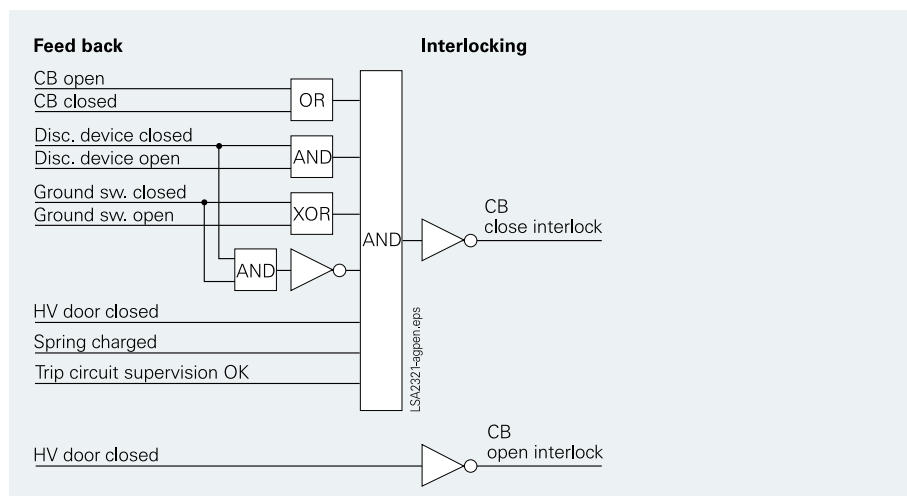 Feed back
Interlocking
CB open
CB closed
OR
Disc. device closed
Disc. device open
AND
Ground sw. closed
Ground sw. open
XOR
AND
AND
CB
close interlock
HV door closed
Spring charged
Trip circuit supervision OK
LSA2321-agpen.eps
HV door closed
CB
open interlock